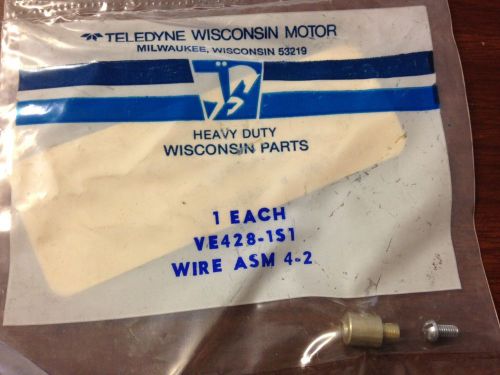 TELEDYNE WISCONSIN MOTOR
MILWAUKEE, WISCONSIN 53219
HEAVY DUTY
WISCONSIN PARTS
1 EACH
VE428-1S1
WIRE ASM 4-2